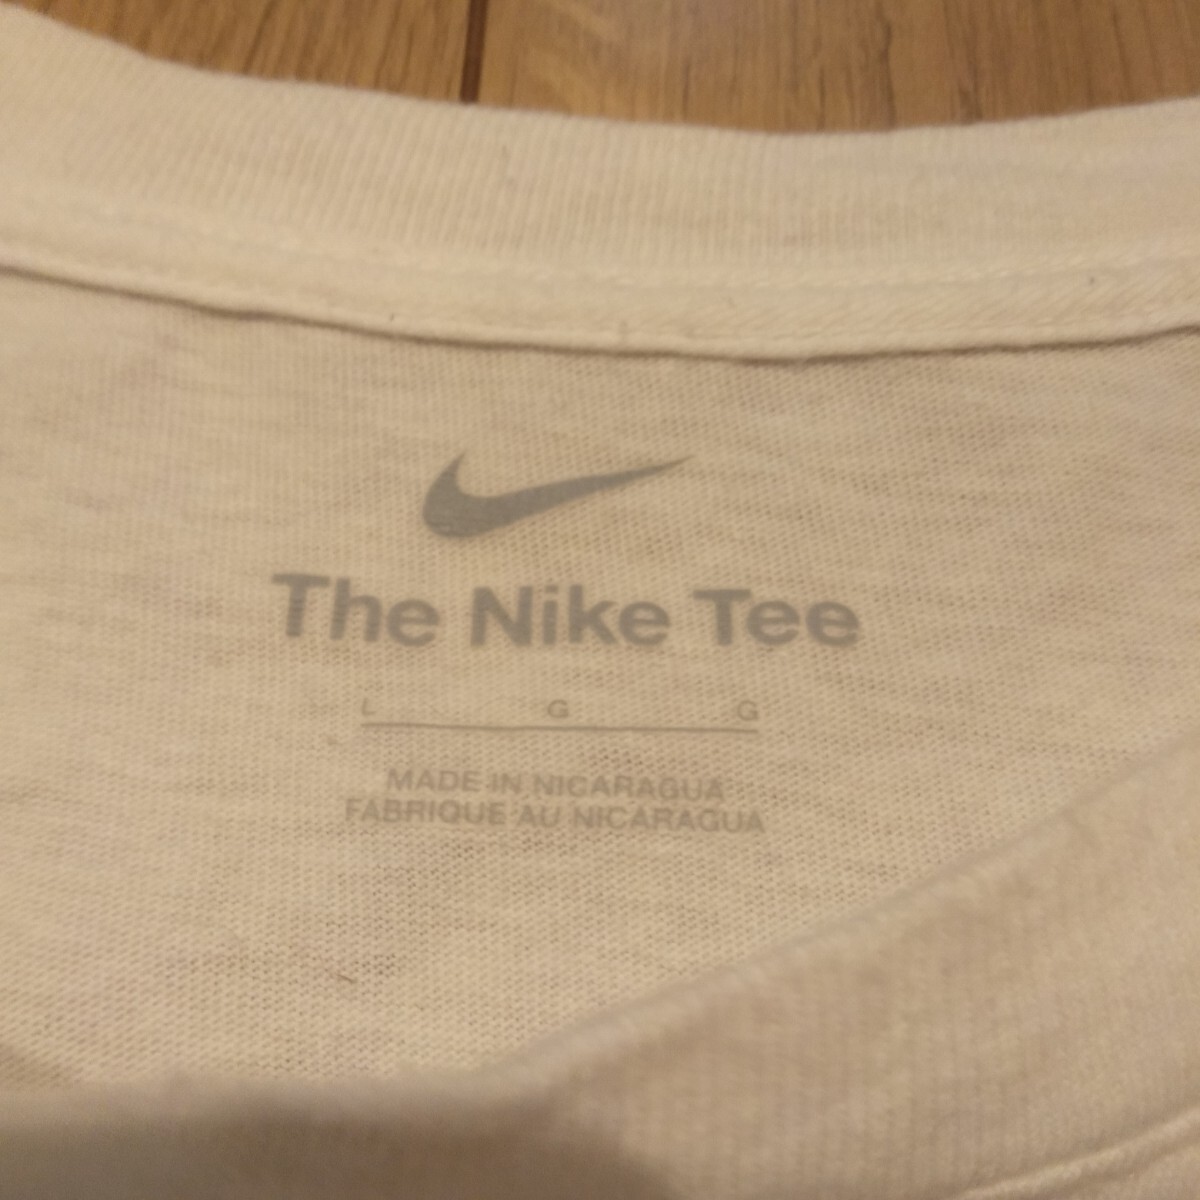 The Nike Tee
L G G
MADE IN NICARAGUA
FABRIQUE AU NICARAGUA